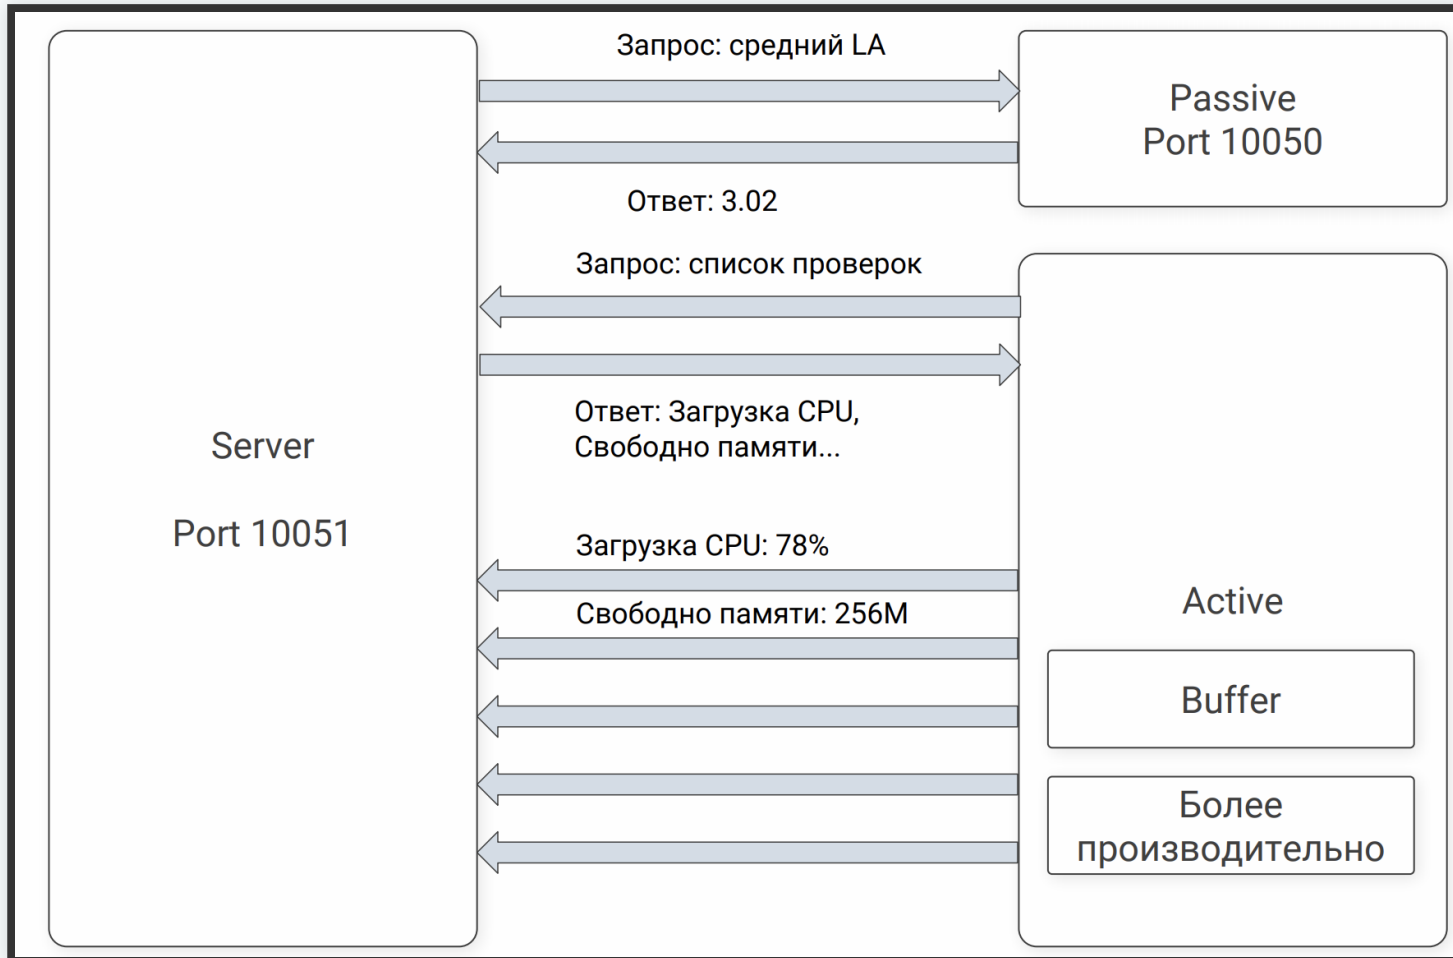 Запрос: средний LA
Passive
Port 10050
Ответ: 3.02
Запрос: список проверок
Ответ: Загрузка CPU,
Свободно памяти...
Server
Port 10051
Загрузка CPU: 78%
Свободно памяти: 256M
Active
Buffer
Более
производительно